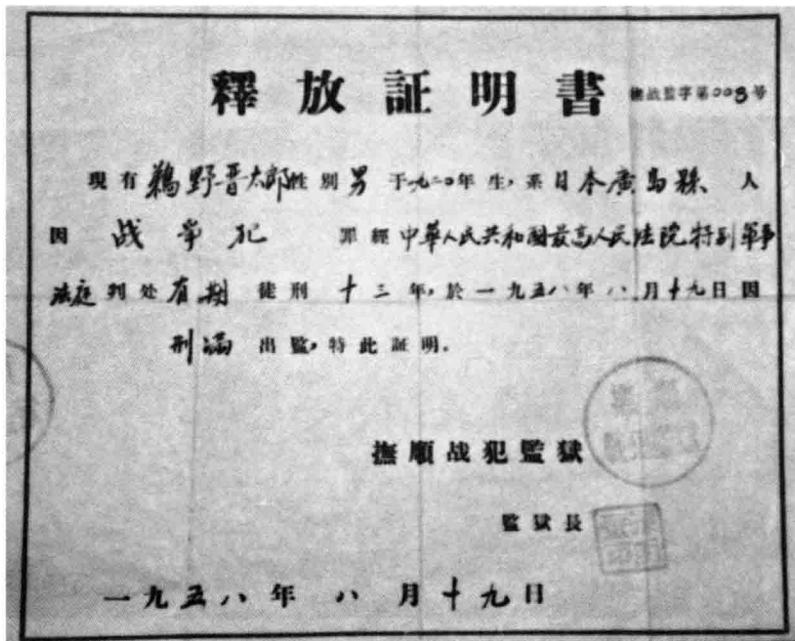 釋放証明書
撫战監字第005号
現有鵜野晋太郎性別男于一九二〇年生,系日本廣島縣、人
因战爭犯罪經中華人民共和國最高人民法院特别軍事
法庭判处有期徒刑十三年,於一九五八年八月十九日因
刑满出監,特此証明.
撫順战犯監獄
監獄長
一九五八年八月十九日